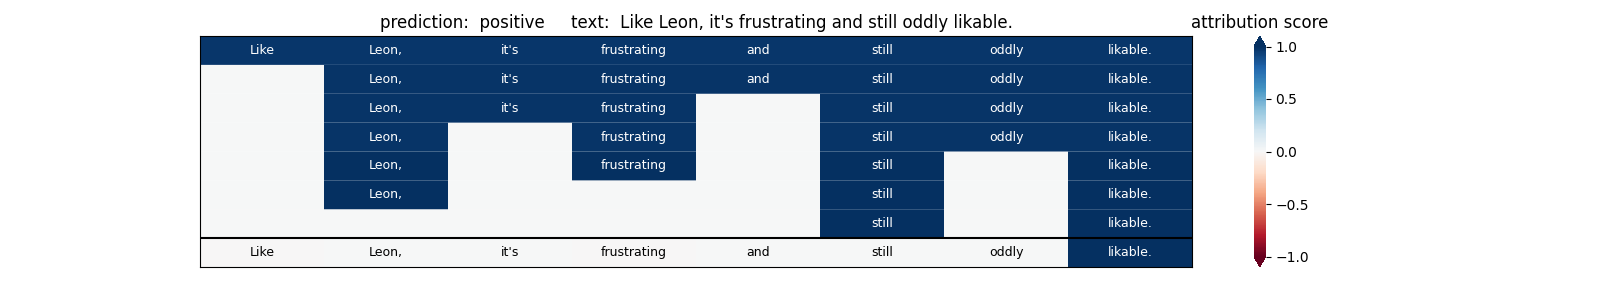 prediction:  positive     text:  Like Leon, it's frustrating and still oddly likable.
attribution score
Like Leon, it's frustrating and still oddly likable.
Leon, it's frustrating and still oddly likable.
Leon, it's frustrating still oddly likable.
Leon, frustrating still oddly likable.
Leon, frustrating still likable.
Leon, still likable.
still likable.
Like Leon, it's frustrating and still oddly likable.
1.0
0.5
0.0
−0.5
−1.0